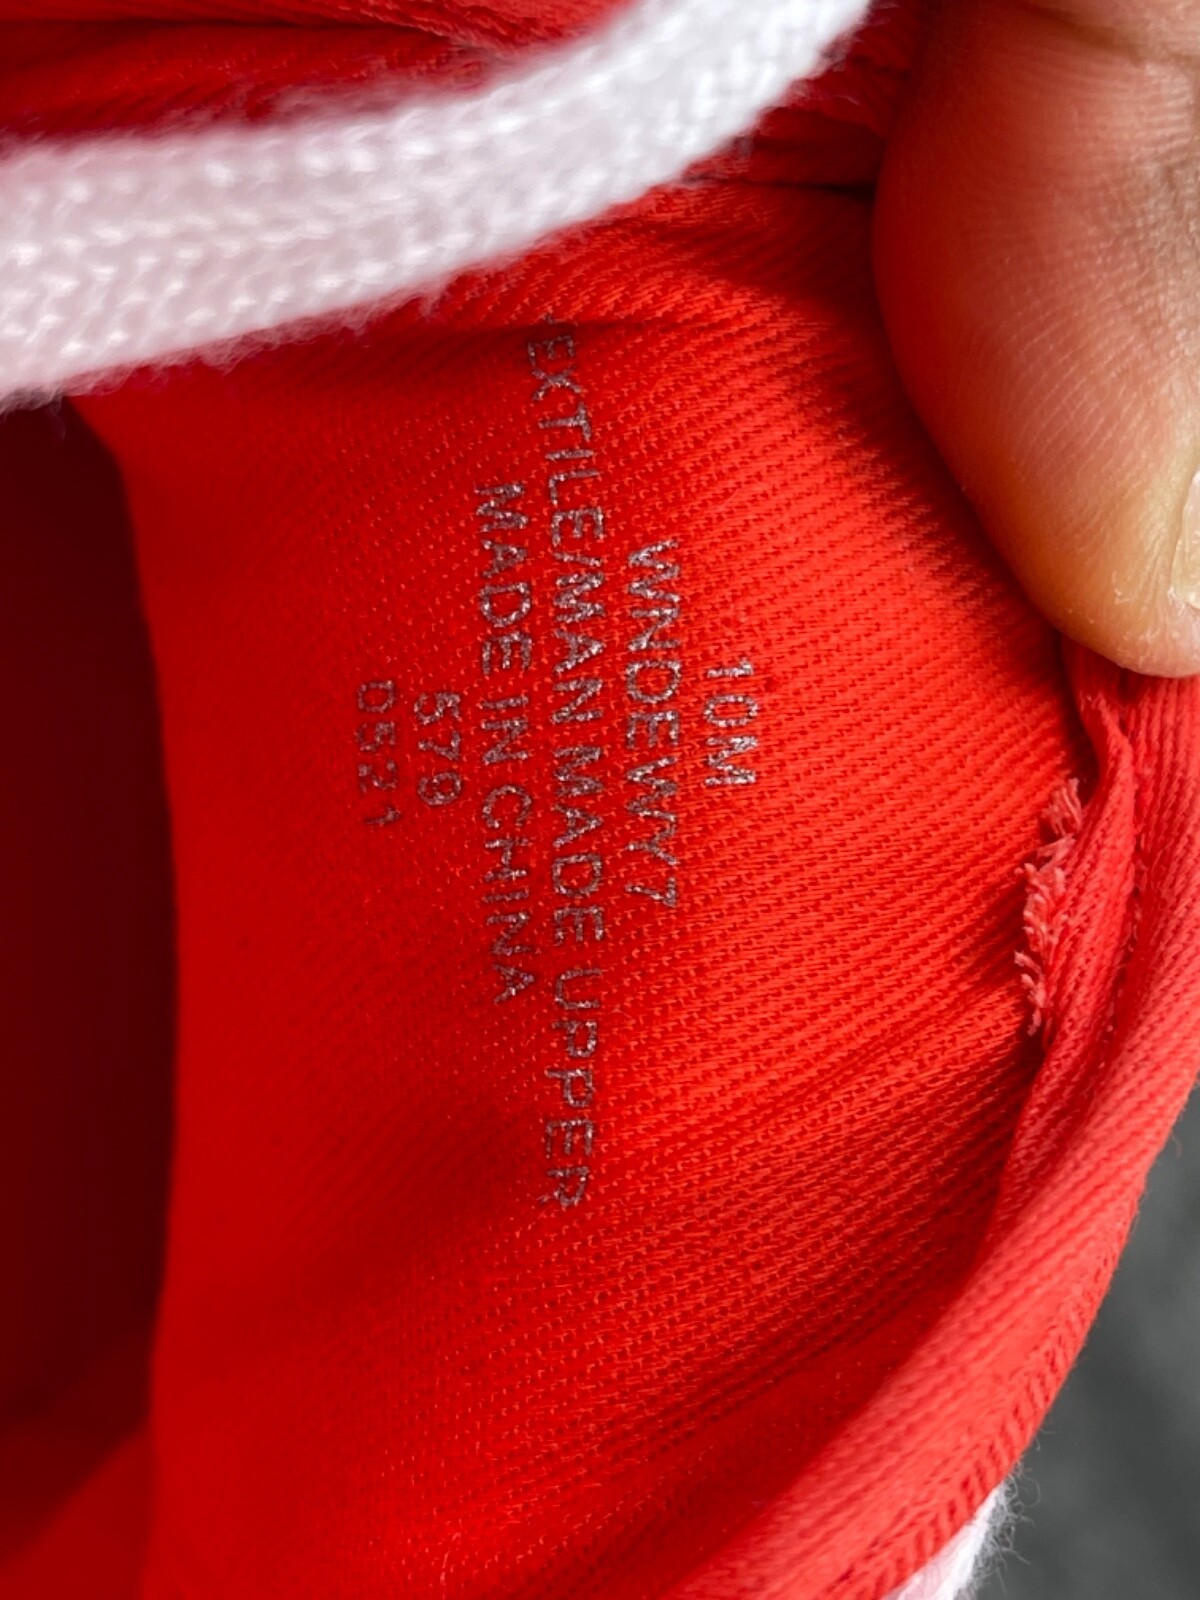 10M
WNDEWY7
TEXTILE/MAN MADE UPPER
MADE IN CHINA
579
0521